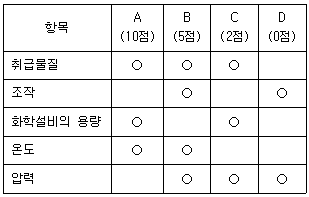 항목 A (10점) B (5점) C (2점) D (0점)
취급물질 ○ ○ ○
조작 ○ ○
화학설비의 용량 ○ ○
온도 ○ ○
압력 ○ ○ ○